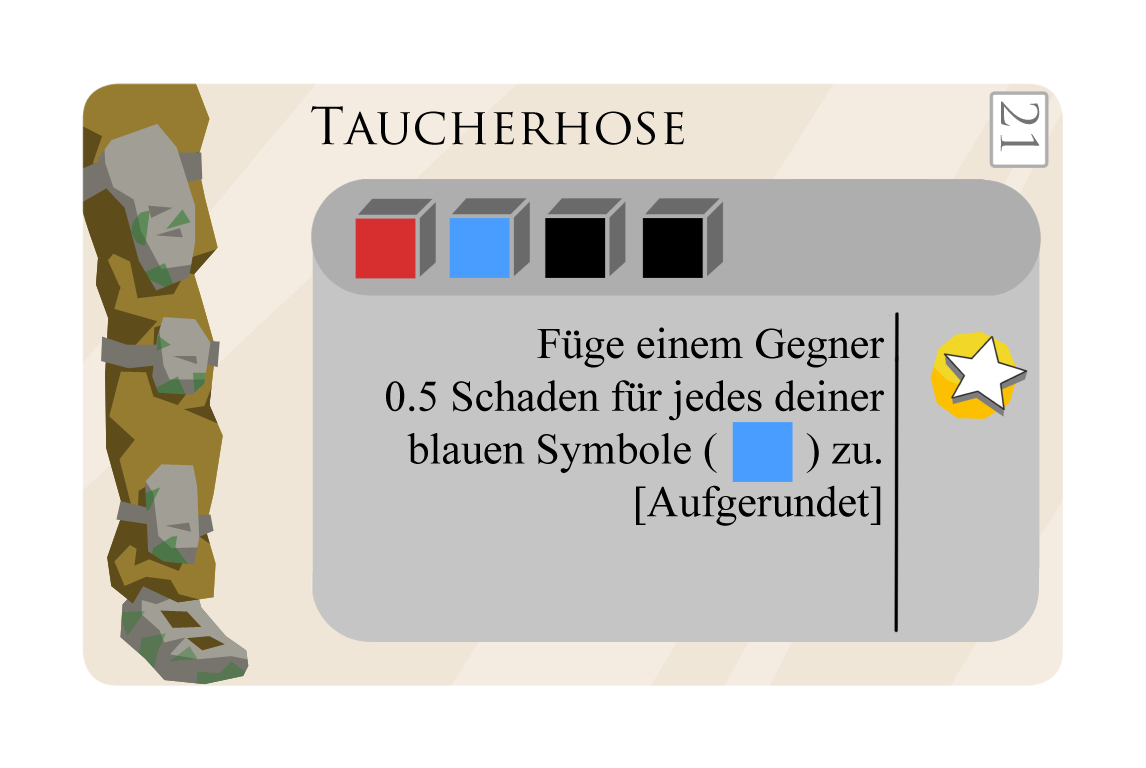 21
TAUCHERHOSE
Füge einem Gegner
0.5 Schaden für jedes deiner
blauen Symbole ( ) zu.
[Aufgerundet]